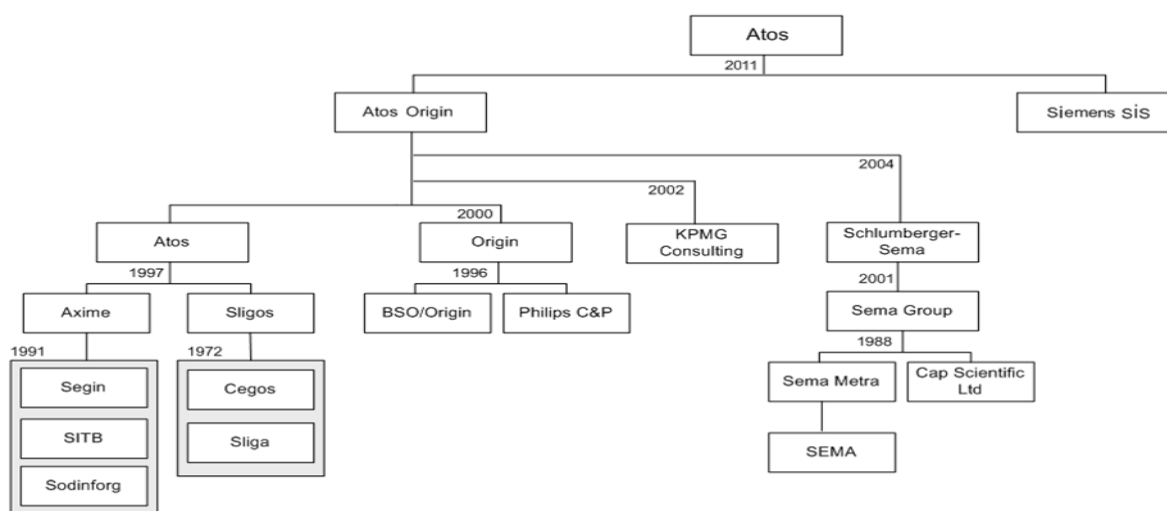 Atos
2011
Atos Origin
Siemens SİS
2004
2002
2000
Atos
Origin
KPMG
Consulting
Schlumberger-
Sema
1997
1996
2001
Axime
Sligos
BSO/Origin
Philips C&P
Sema Group
1991
1972
1988
Segin
Cegos
Sema Metra
Cap Scientific
Ltd
SITB
Sliga
SEMA
Sodinforg